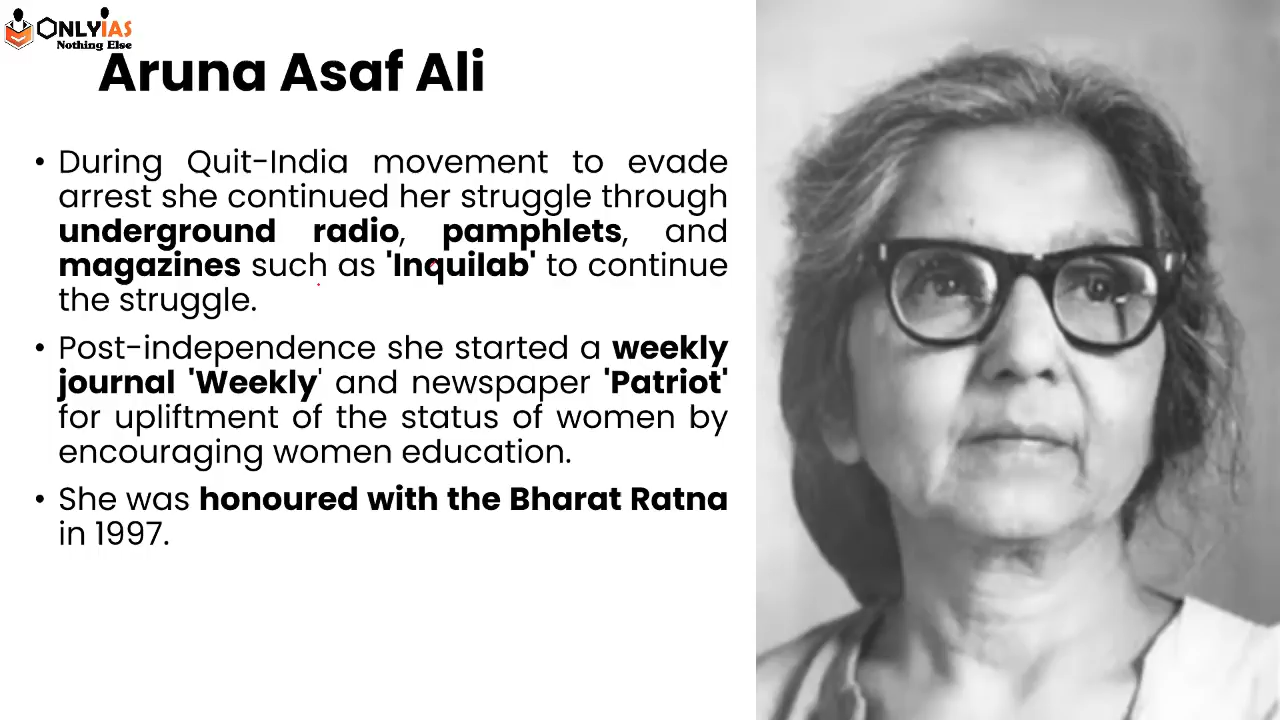 ONLYIAS
Nothing Else
Aruna Asaf Ali
• During Quit-India movement to evade
arrest she continued her struggle through
underground radio, pamphlets, and
magazines such as 'Inquilab' to continue
the struggle.
• Post-independence she started a weekly
journal 'Weekly' and newspaper 'Patriot'
for upliftment of the status of women by
encouraging women education.
• She was honoured with the Bharat Ratna
in 1997.